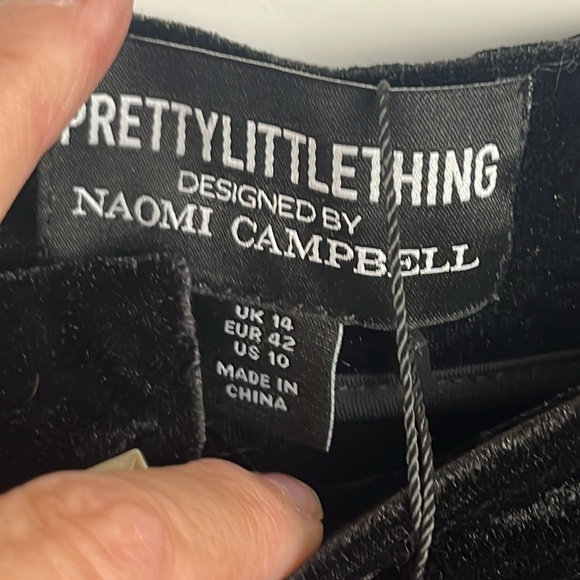 PRETTYLITTLETHING
DESIGNED BY
NAOMI CAMPBELL
UK 14
EUR 42
US 10
MADE IN
CHINA